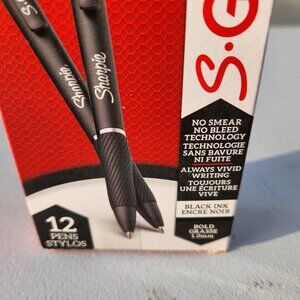 S·G
Sharpie
Sharpie
NO SMEAR
NO BLEED
TECHNOLOGY
TECHNOLOGIE
SANS BAVURE
NI FUITE
ALWAYS VIVID
WRITING
TOUJOURS
UNE ÉCRITURE
VIVE
BLACK INK
ENCRE NOIR
BOLD
GRASSE
1.0mm
12
PENS
STYLOS